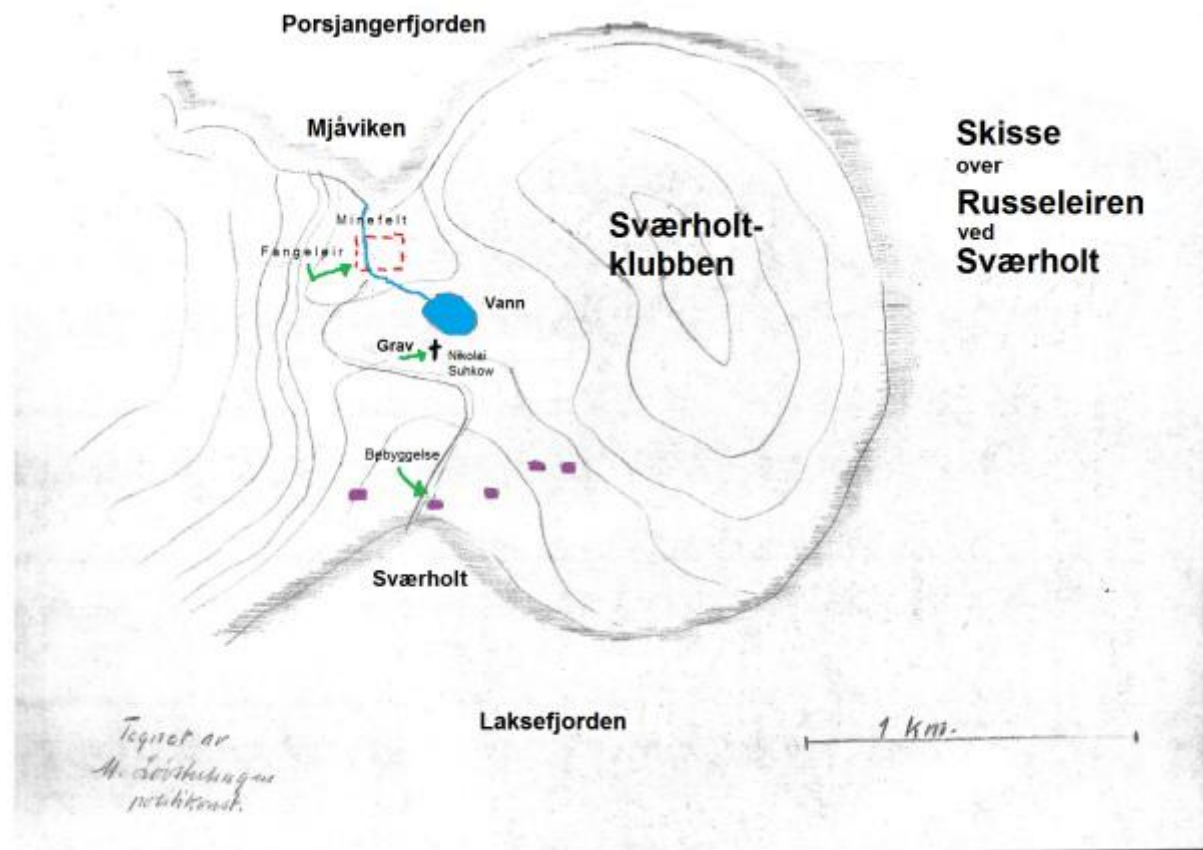 Porsjangerfjorden
Mjåviken
Minefelt
Fangeleir
Sværholt-
klubben
Vann
Grav
Nikolai
Suhkow
Bebyggelse
Sværholt
Laksefjorden
Skisse
over
Russeleiren
ved
Sværholt
1 km.
Tegnet av
M.